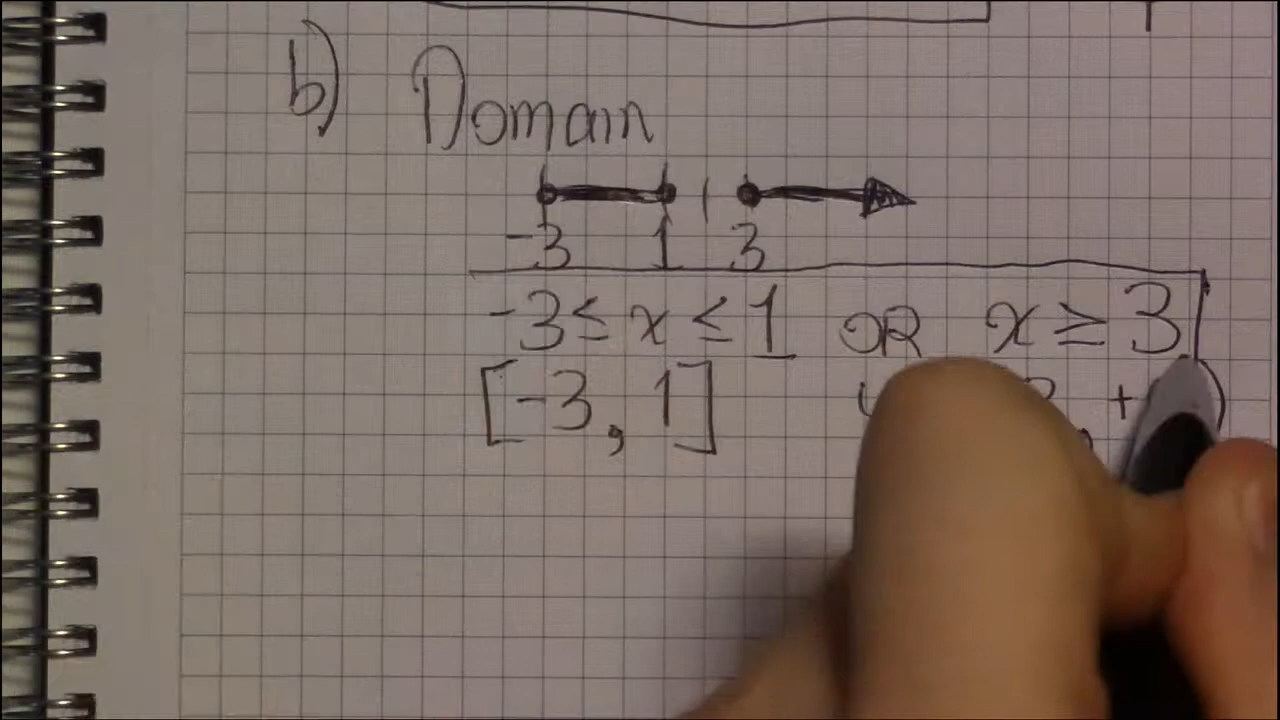 b) Domain
-3 1 3
-3 ≤ x ≤ 1 OR x ≥ 3
[-3, 1] +